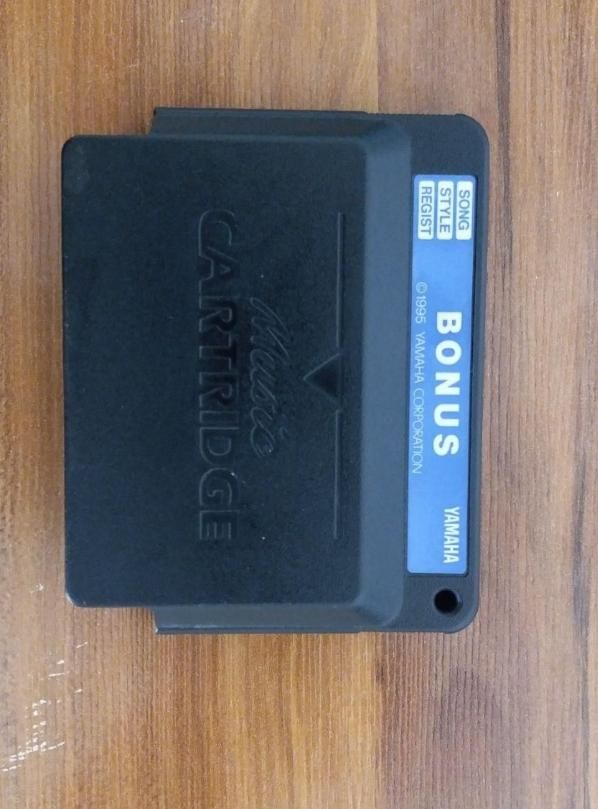 SONG
STYLE
REGIST
BONUS
© 1995 YAMAHA CORPORATION
YAMAHA
Music
CARTRIDGE